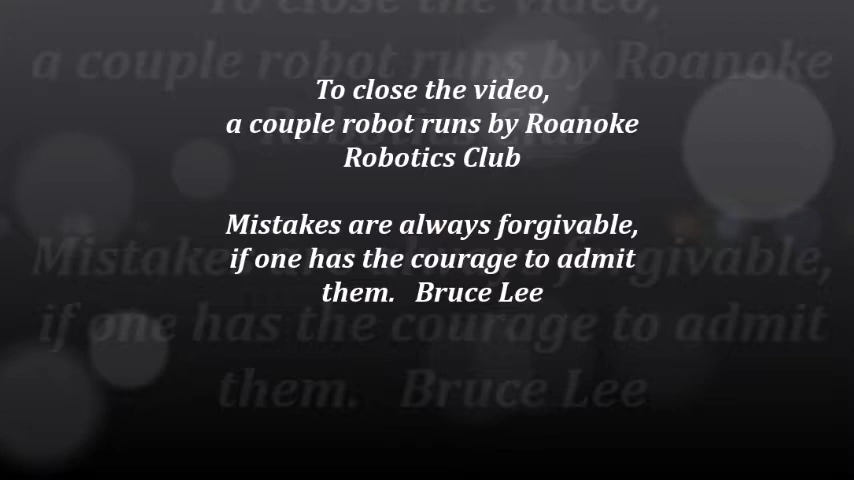 To close the video,
a couple robot runs by Roanoke
Robotics Club
Mistakes are always forgivable,
if one has the courage to admit
them.   Bruce Lee